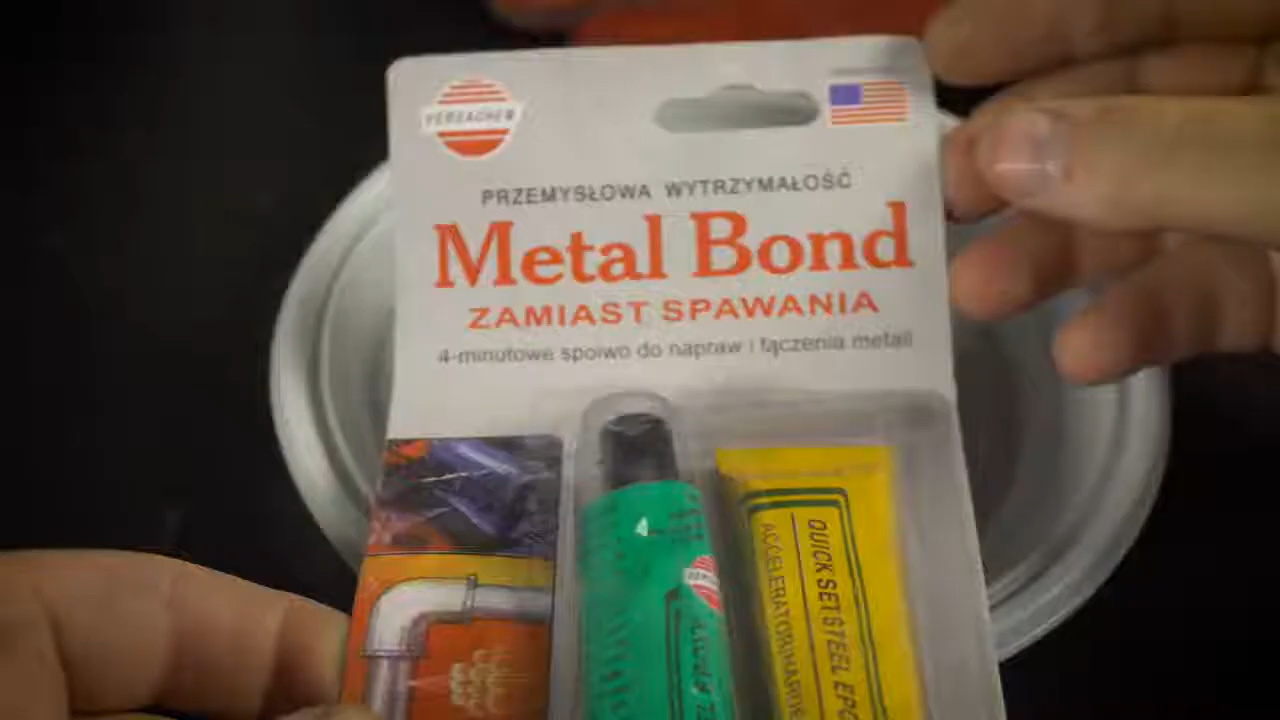 VERSACHEM
PRZEMYSŁOWA WYTRZYMAŁOŚĆ
Metal Bond
ZAMIAST SPAWANIA
4-minutowe spoiwo do napraw i łączenia metali
QUICK SET STEEL EPO
ACCELERATOR/HARDE